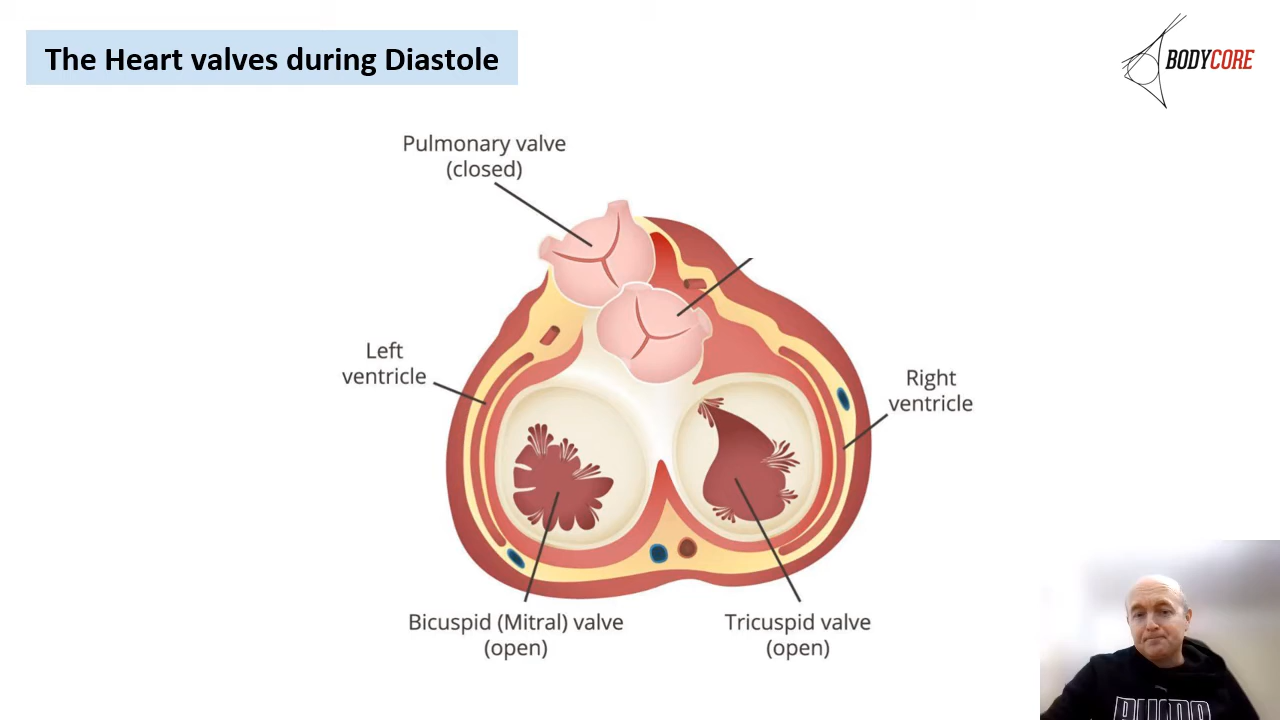 The Heart valves during Diastole
BODYCORE
Pulmonary valve
(closed)
Left
ventricle
Right
ventricle
Bicuspid (Mitral) valve
(open)
Tricuspid valve
(open)